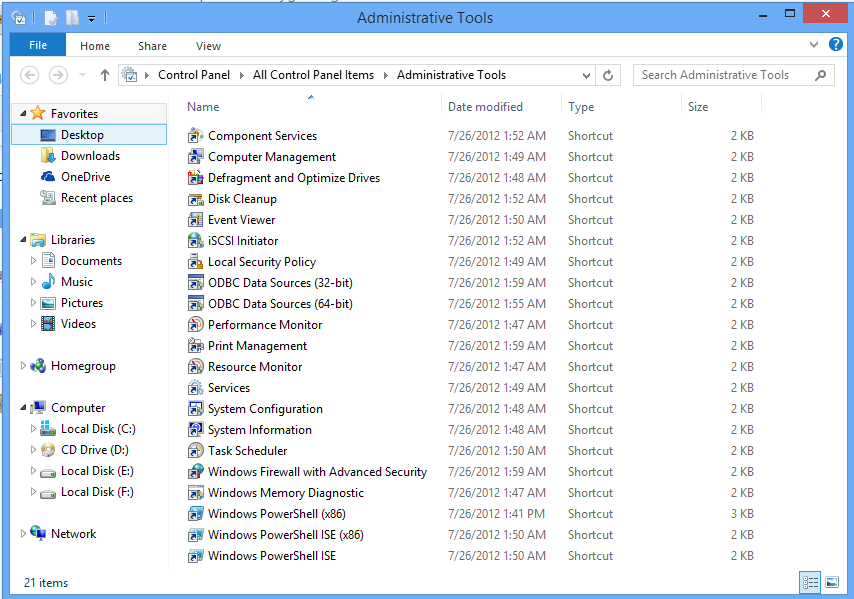 Administrative Tools
File Home Share View
Control Panel All Control Panel Items Administrative Tools Search Administrative Tools
Name Date modified Type Size
Favorites
Desktop
Downloads
OneDrive
Recent places
Libraries
Documents
Music
Pictures
Videos
Homegroup
Computer
Local Disk (C:)
CD Drive (D:)
Local Disk (E:)
Local Disk (F:)
Network
Component Services 7/26/2012 1:52 AM Shortcut 2 KB
Computer Management 7/26/2012 1:49 AM Shortcut 2 KB
Defragment and Optimize Drives 7/26/2012 1:48 AM Shortcut 2 KB
Disk Cleanup 7/26/2012 1:52 AM Shortcut 2 KB
Event Viewer 7/26/2012 1:50 AM Shortcut 2 KB
iSCSI Initiator 7/26/2012 1:52 AM Shortcut 2 KB
Local Security Policy 7/26/2012 1:49 AM Shortcut 2 KB
ODBC Data Sources (32-bit) 7/26/2012 1:59 AM Shortcut 2 KB
ODBC Data Sources (64-bit) 7/26/2012 1:55 AM Shortcut 2 KB
Performance Monitor 7/26/2012 1:47 AM Shortcut 2 KB
Print Management 7/26/2012 1:59 AM Shortcut 2 KB
Resource Monitor 7/26/2012 1:47 AM Shortcut 2 KB
Services 7/26/2012 1:49 AM Shortcut 2 KB
System Configuration 7/26/2012 1:48 AM Shortcut 2 KB
System Information 7/26/2012 1:48 AM Shortcut 2 KB
Task Scheduler 7/26/2012 1:50 AM Shortcut 2 KB
Windows Firewall with Advanced Security 7/26/2012 1:59 AM Shortcut 2 KB
Windows Memory Diagnostic 7/26/2012 1:47 AM Shortcut 2 KB
Windows PowerShell (x86) 7/26/2012 1:41 PM Shortcut 3 KB
Windows PowerShell ISE (x86) 7/26/2012 1:50 AM Shortcut 2 KB
Windows PowerShell ISE 7/26/2012 1:50 AM Shortcut 2 KB
21 items